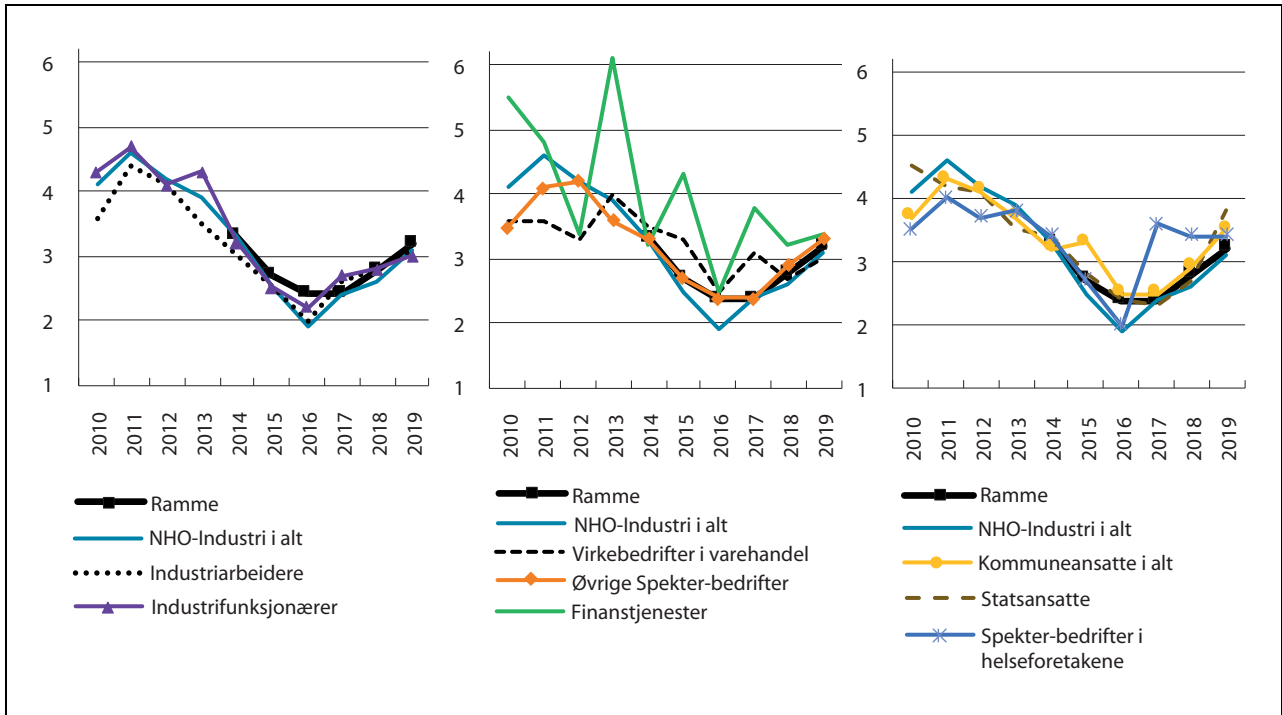 6
5
4
3
2
1
2010 2011 2012 2013 2014 2015 2016 2017 2018 2019
Ramme
NHO-Industri i alt
Industriarbeidere
Industrifunksjonærer
6
5
4
3
2
1
2010 2011 2012 2013 2014 2015 2016 2017 2018 2019
Ramme
NHO-Industri i alt
Virkebedrifter i varehandel
Øvrige Spekter-bedrifter
Finanstjenester
6
5
4
3
2
1
2010 2011 2012 2013 2014 2015 2016 2017 2018 2019
Ramme
NHO-Industri i alt
Kommuneansatte i alt
Statsansatte
Spekter-bedrifter i
helseforetakene